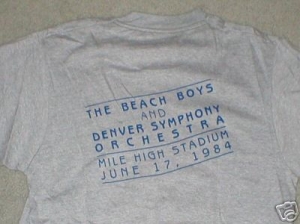 THE BEACH BOYS
AND
DENVER SYMPHONY
ORCHESTRA
MILE HIGH STADIUM
JUNE 17, 1984